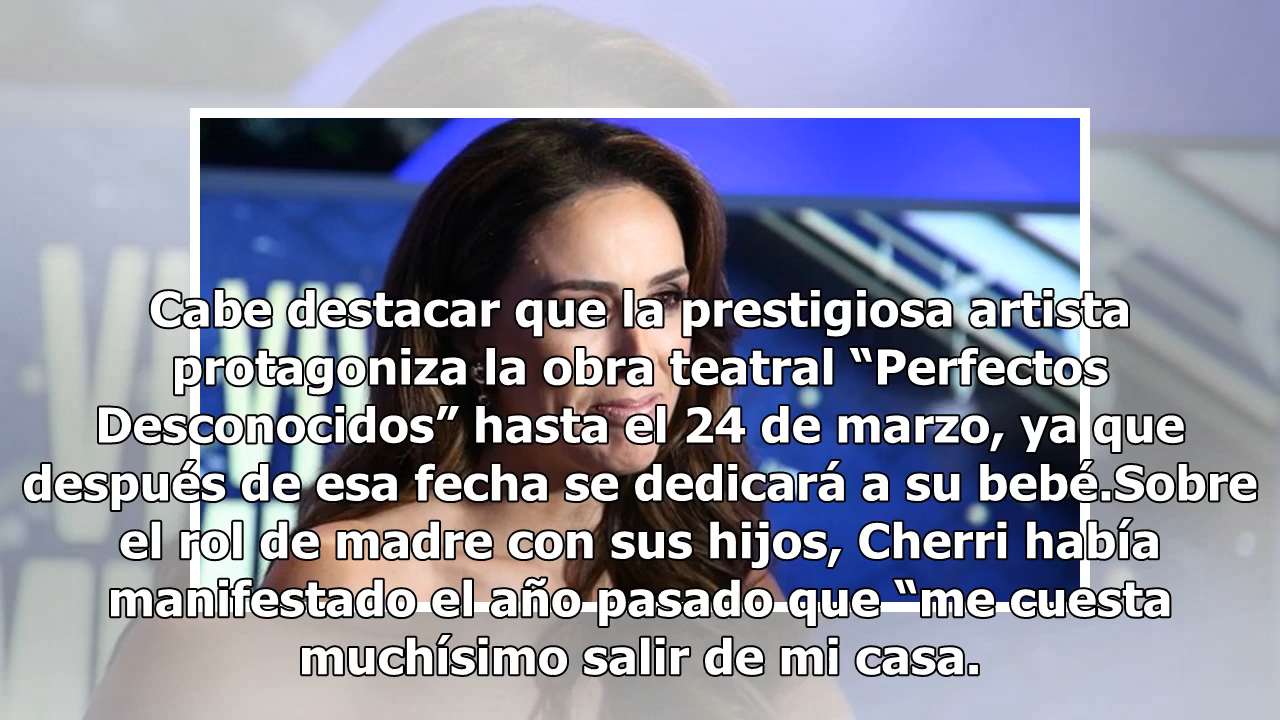 Cabe destacar que la prestigiosa artista
protagoniza la obra teatral “Perfectos
Desconocidos” hasta el 24 de marzo, ya que
después de esa fecha se dedicará a su bebé.Sobre
el rol de madre con sus hijos, Cherri había
manifestado el año pasado que “me cuesta
muchísimo salir de mi casa.